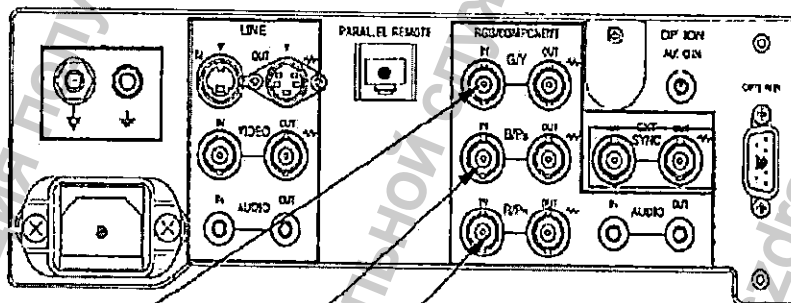 LINE
IN
OUT
IN
VIDEO
OUT
IN
AUDIO
OUT
PARALLEL REMOTE
RGB/COMPONENT
IN
G/Y
OUT
IN
B/PB
OUT
IN
R/PR
OUT
OPTION
AUX IN
IN
EXT SYNC
OUT
IN
AUDIO
OUT